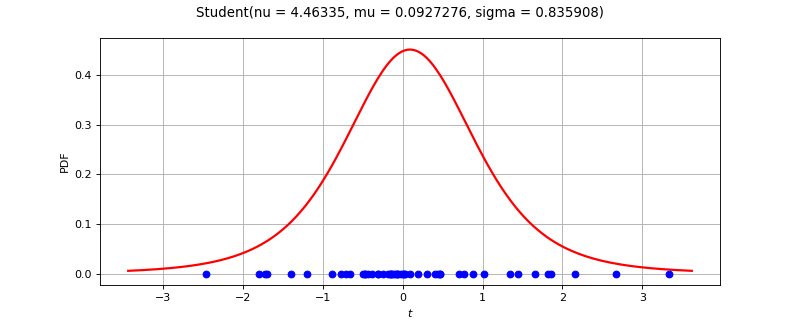 Student(nu = 4.46335, mu = 0.0927276, sigma = 0.835908)
PDF
0.4
0.3
0.2
0.1
0.0
−3 −2 −1 0 1 2 3
t